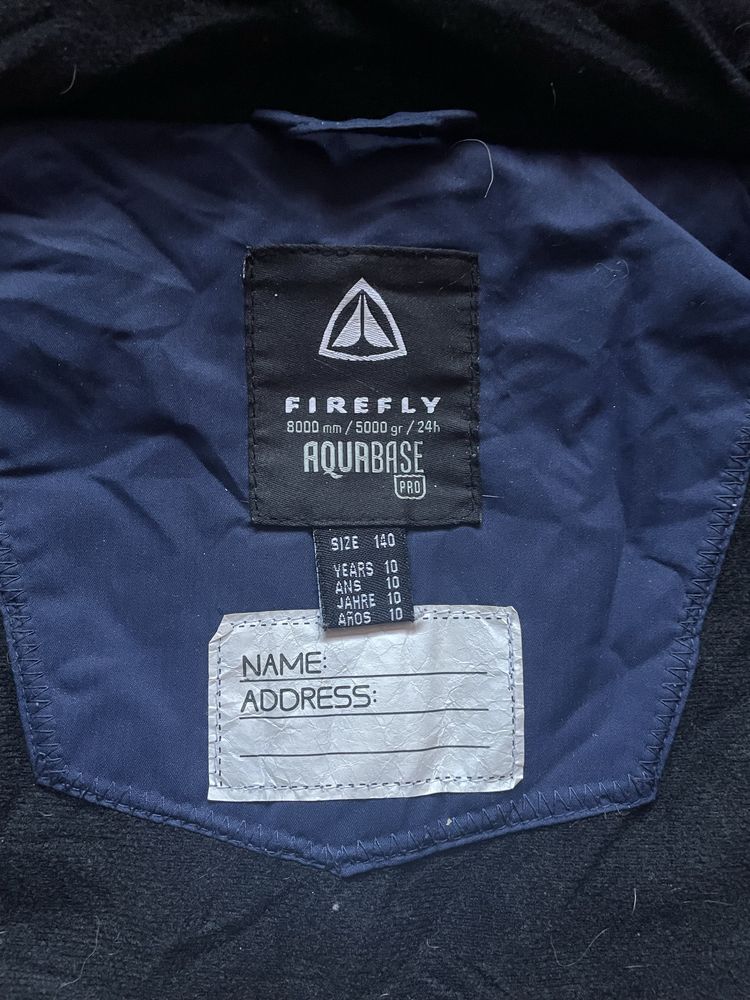 FIREFLY
8000 mm / 5000 gr / 24h
AQUABASE
PRO
SIZE 140
YEARS 10
ANS 10
JAHRE 10
AÑOS 10
NAME:
ADDRESS: